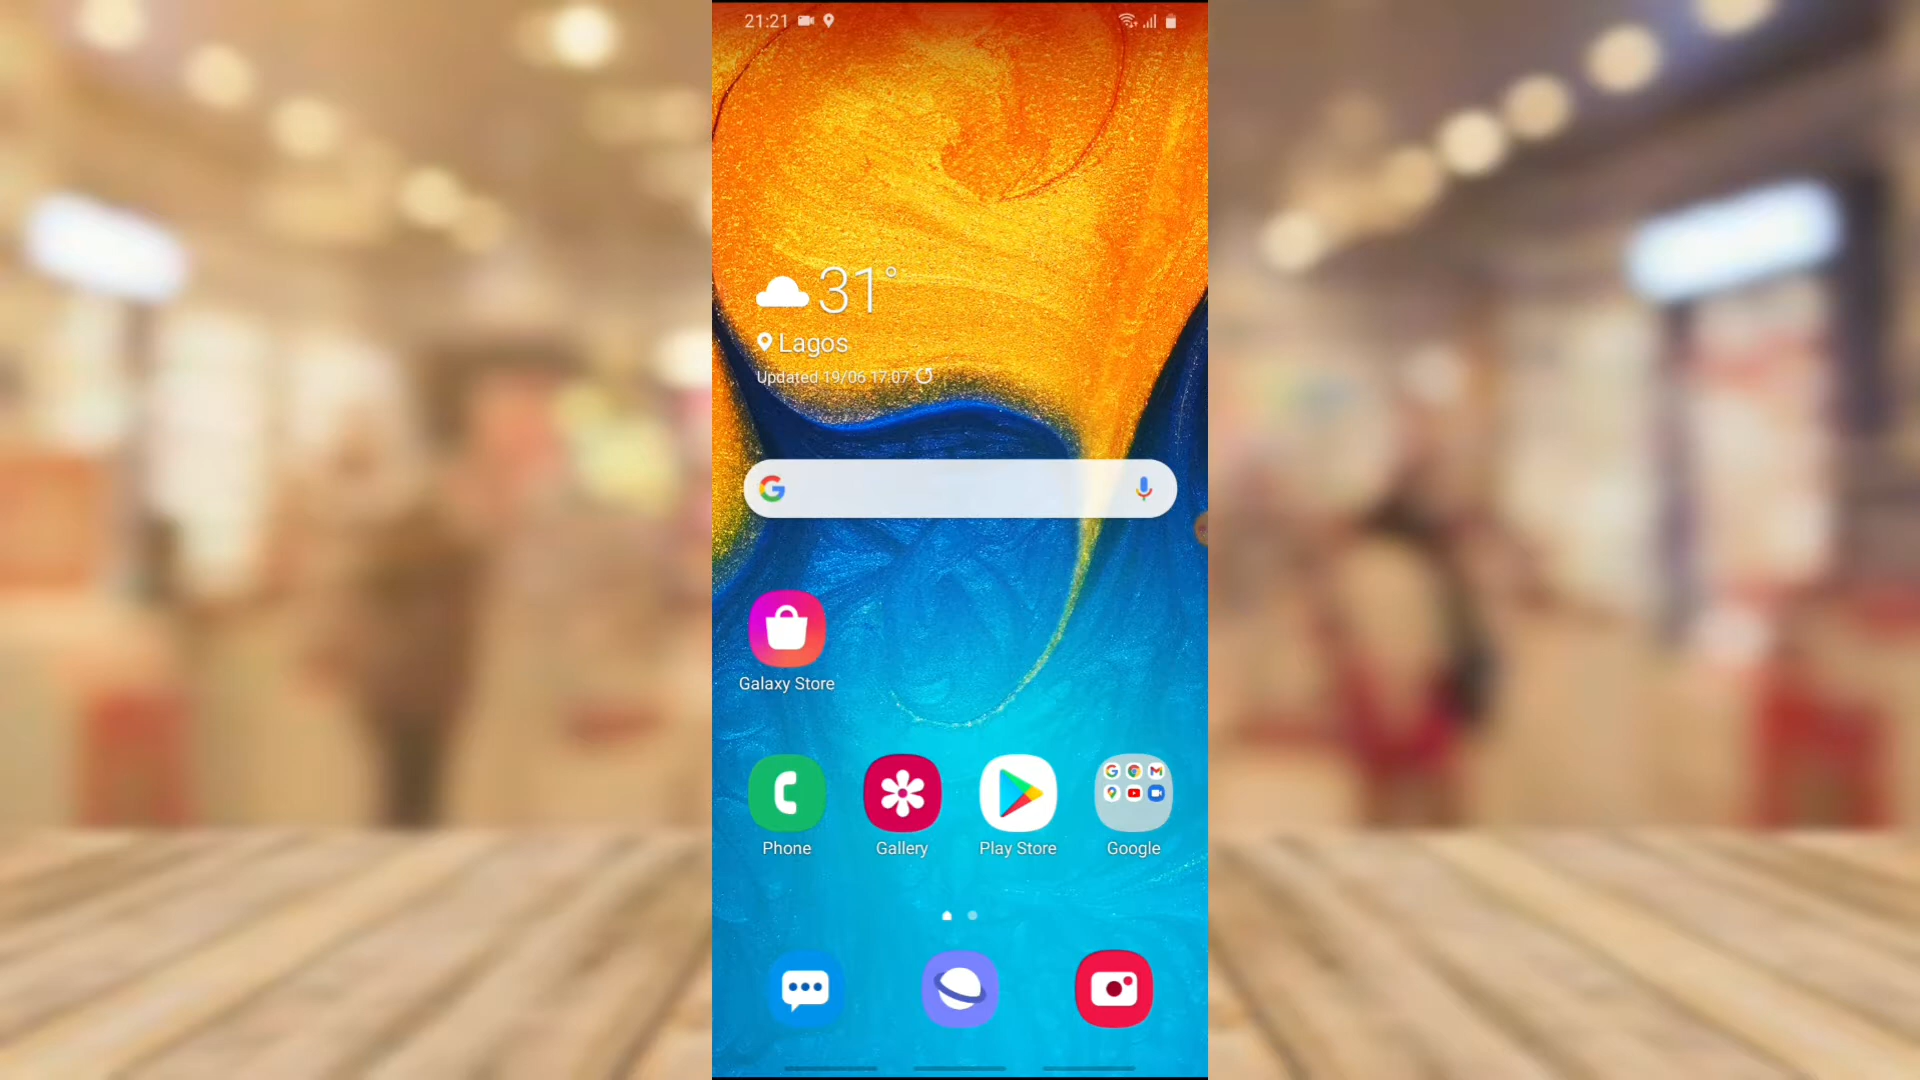 21:21
31°
Lagos
Updated 19/06 17:07
Galaxy Store
Phone Gallery Play Store Google